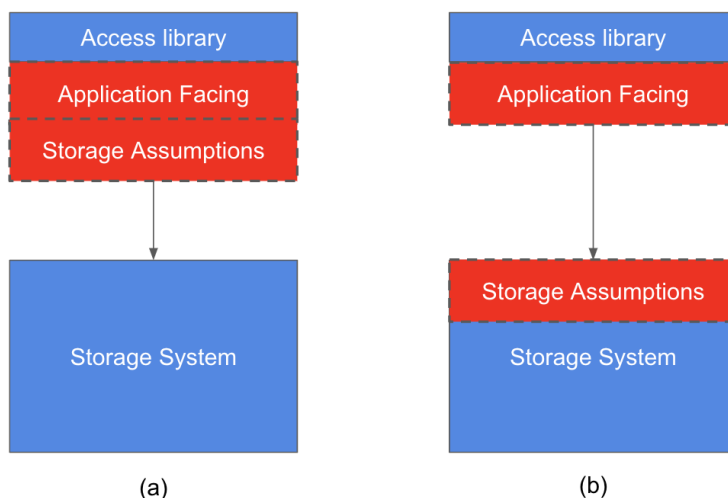 Access library
Application Facing
Storage Assumptions
Storage System
(a)
Access library
Application Facing
Storage Assumptions
Storage System
(b)